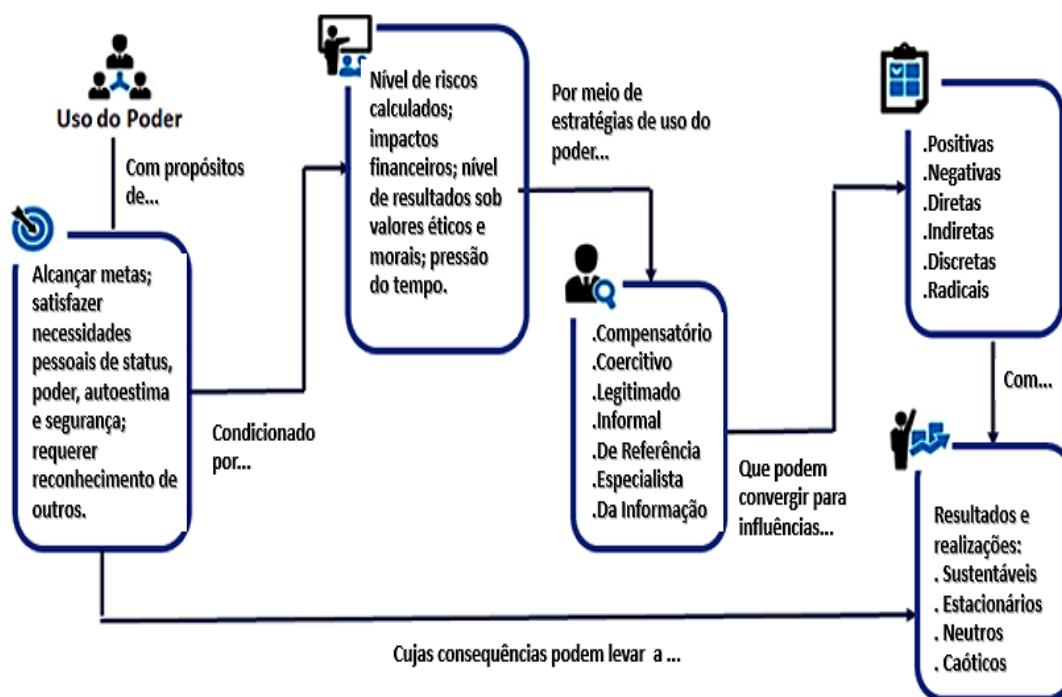 Uso do Poder
Com propósitos
de...
Alcançar metas;
satisfazer
necessidades
pessoais de status,
poder, autoestima
e segurança;
requerer
reconhecimento de
outros.
Condicionado
por...
Nível de riscos
calculados;
impactos
financeiros; nível
de resultados sob
valores éticos e
morais; pressão
do tempo.
Por meio de
estratégias de uso do
poder...
.Compensatório
.Coercitivo
.Legitimado
.Informal
.De Referência
.Especialista
.Da Informação
Que podem
convergir para
influências...
.Positivas
.Negativas
.Diretas
.Indiretas
.Discretas
.Radicais
Com...
Resultados e
realizações:
. Sustentáveis
. Estacionários
. Neutros
. Caóticos
Cujas consequências podem levar a ...